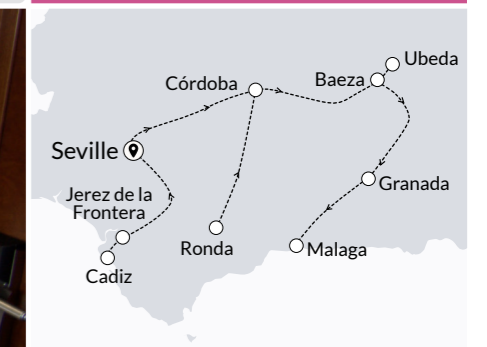 Ubeda
Baeza
Córdoba
Seville
Jerez de la
Frontera
Granada
Ronda
Malaga
Cadiz